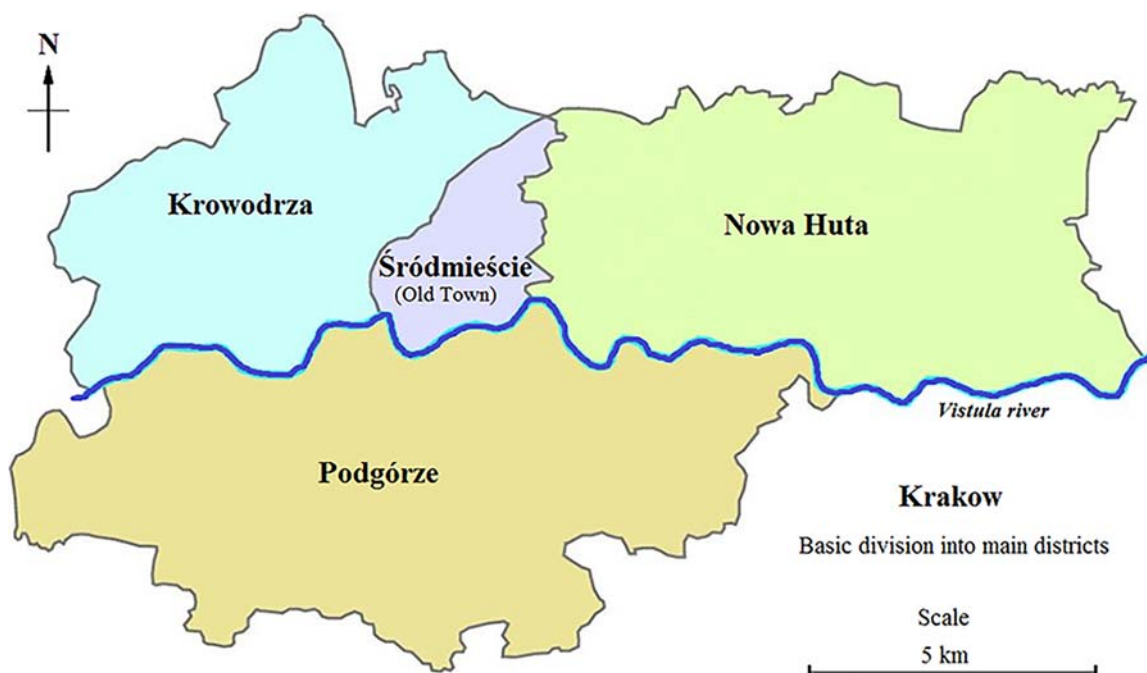 N
Krowodrza
Nowa Huta
Śródmieście
(Old Town)
Vistula river
Podgórze
Krakow
Basic division into main districts
Scale
5 km